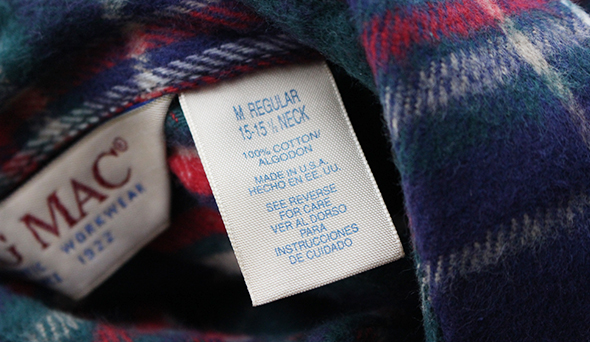 G MAC®
WORKWEAR
1922
M REGULAR
15-15 ½ NECK
100% COTTON/
ALGODON
MADE IN U.S.A.
HECHO EN EE. UU.
SEE REVERSE
FOR CARE
VER AL DORSO
PARA
INSTRUCCIONES
DE CUIDADO